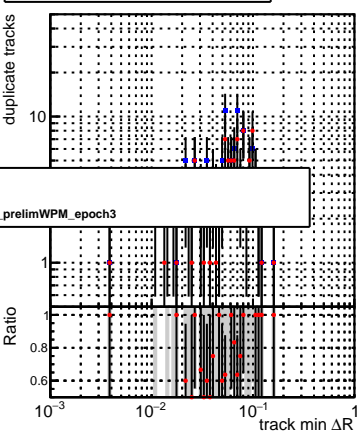 duplicate tracks
10
_prelimWPM_epoch3
1
Ratio
1
0.8
0.6
10−3 10−2 10−1 1
track min ΔR